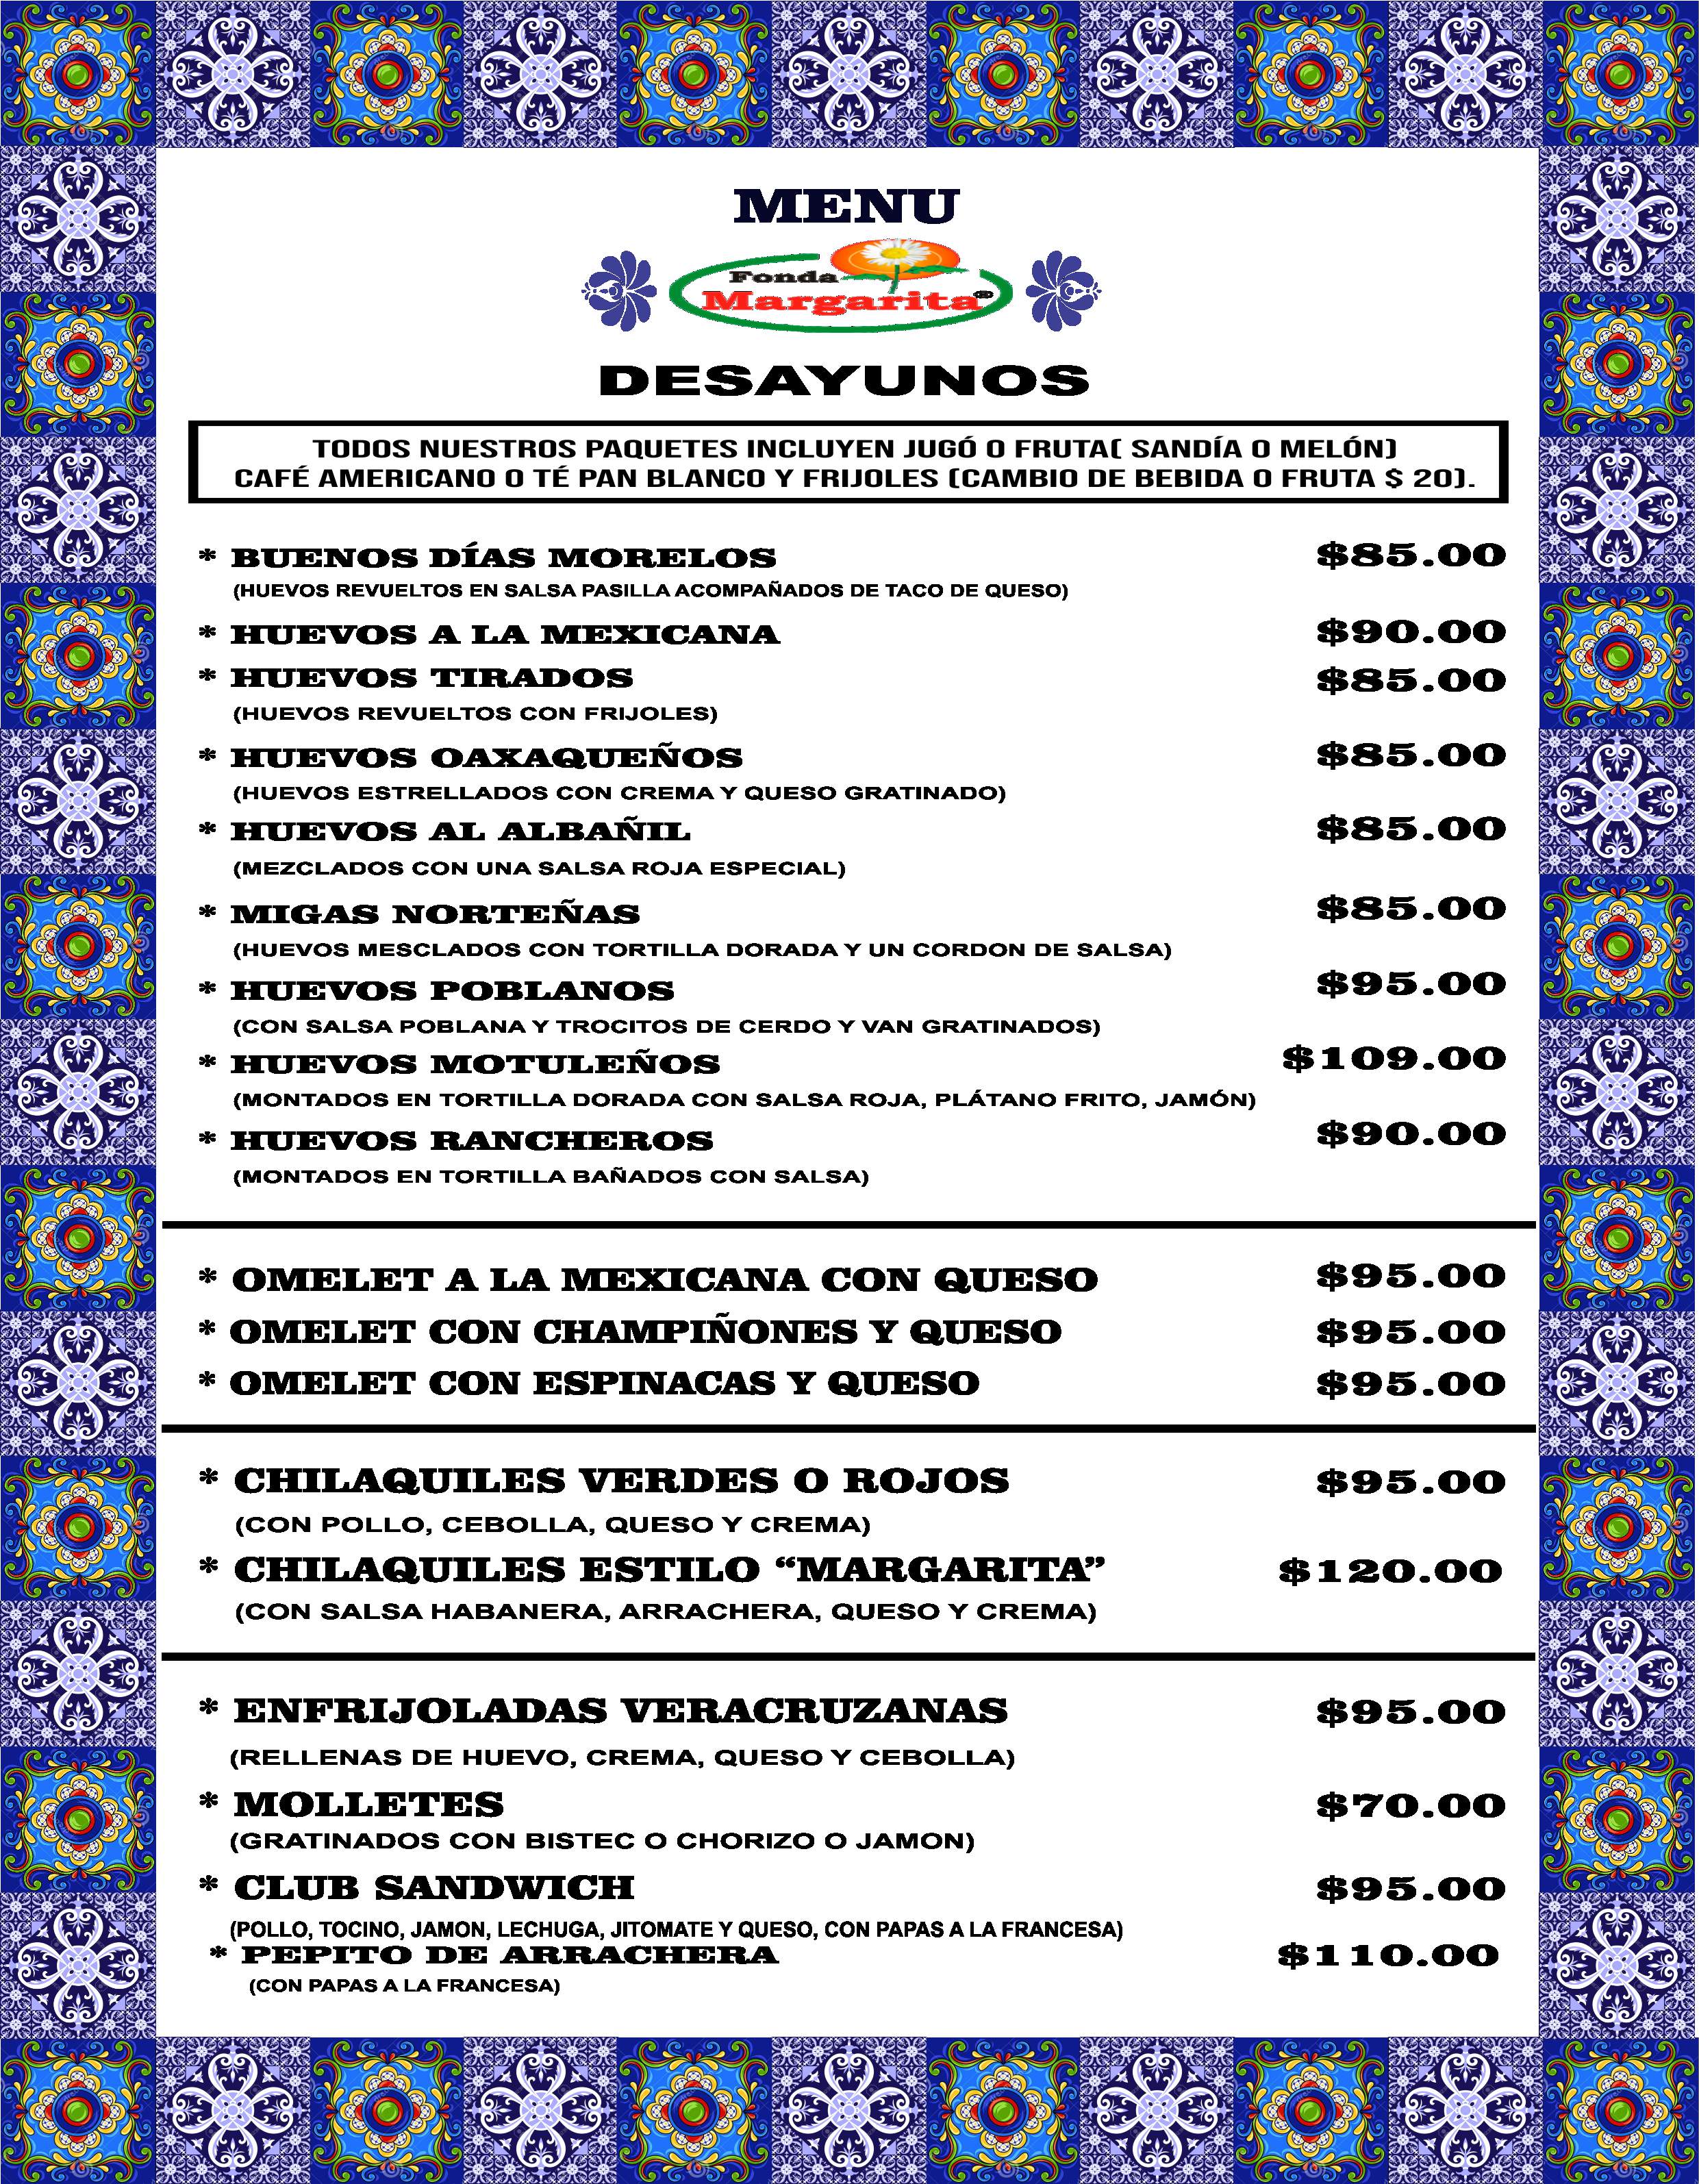 MENU
Fonda
Margarita®
DESAYUNOS
TODOS NUESTROS PAQUETES INCLUYEN JUGÓ O FRUTA( SANDÍA O MELÓN)
CAFÉ AMERICANO O TÉ PAN BLANCO Y FRIJOLES (CAMBIO DE BEBIDA O FRUTA $ 20).
* BUENOS DÍAS MORELOS $85.00
(HUEVOS REVUELTOS EN SALSA PASILLA ACOMPAÑADOS DE TACO DE QUESO)
* HUEVOS A LA MEXICANA $90.00
* HUEVOS TIRADOS $85.00
(HUEVOS REVUELTOS CON FRIJOLES)
* HUEVOS OAXAQUEÑOS $85.00
(HUEVOS ESTRELLADOS CON CREMA Y QUESO GRATINADO)
* HUEVOS AL ALBAÑIL $85.00
(MEZCLADOS CON UNA SALSA ROJA ESPECIAL)
* MIGAS NORTEÑAS $85.00
(HUEVOS MESCLADOS CON TORTILLA DORADA Y UN CORDON DE SALSA)
* HUEVOS POBLANOS $95.00
(CON SALSA POBLANA Y TROCITOS DE CERDO Y VAN GRATINADOS)
* HUEVOS MOTULEÑOS $109.00
(MONTADOS EN TORTILLA DORADA CON SALSA ROJA, PLÁTANO FRITO, JAMÓN)
* HUEVOS RANCHEROS $90.00
(MONTADOS EN TORTILLA BAÑADOS CON SALSA)
* OMELET A LA MEXICANA CON QUESO $95.00
* OMELET CON CHAMPIÑONES Y QUESO $95.00
* OMELET CON ESPINACAS Y QUESO $95.00
* CHILAQUILES VERDES O ROJOS $95.00
(CON POLLO, CEBOLLA, QUESO Y CREMA)
* CHILAQUILES ESTILO “MARGARITA” $120.00
(CON SALSA HABANERA, ARRACHERA, QUESO Y CREMA)
* ENFRIJOLADAS VERACRUZANAS $95.00
(RELLENAS DE HUEVO, CREMA, QUESO Y CEBOLLA)
* MOLLETES $70.00
(GRATINADOS CON BISTEC O CHORIZO O JAMON)
* CLUB SANDWICH $95.00
(POLLO, TOCINO, JAMON, LECHUGA, JITOMATE Y QUESO, CON PAPAS A LA FRANCESA)
* PEPITO DE ARRACHERA $110.00
(CON PAPAS A LA FRANCESA)